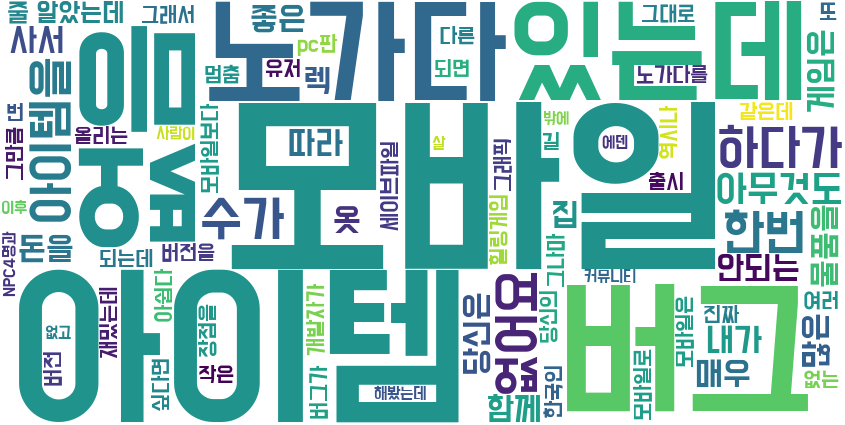 줄 알았는데 그래서
사서
노가다
좋은
pc판
유저
멈춤
렉
다른
되면
있는데
그대로
노가다를
또
게임은
웅웁
아이템을
그만큼
번
올리는
사람이
모바일보다
모바일
따라
세이브파일
그래픽
살
밖에
길
에덴
역시나
출시
같은데
하다가
아무것도
한번
물품을
안되는
이후
NPC4명과
돈을
되는데
버전을
수가
옷
힐링게임
집
그나마
커뮤니티
아이템
버전
없고
재밌는데
싶다면
아쉽다
장점을
작은
개발자가
버그가
해봤는데
당신은
없어요
당신의
함께
한국인
버그
모바일로
모바일은
진짜
내가
매우
여러
많은
없는